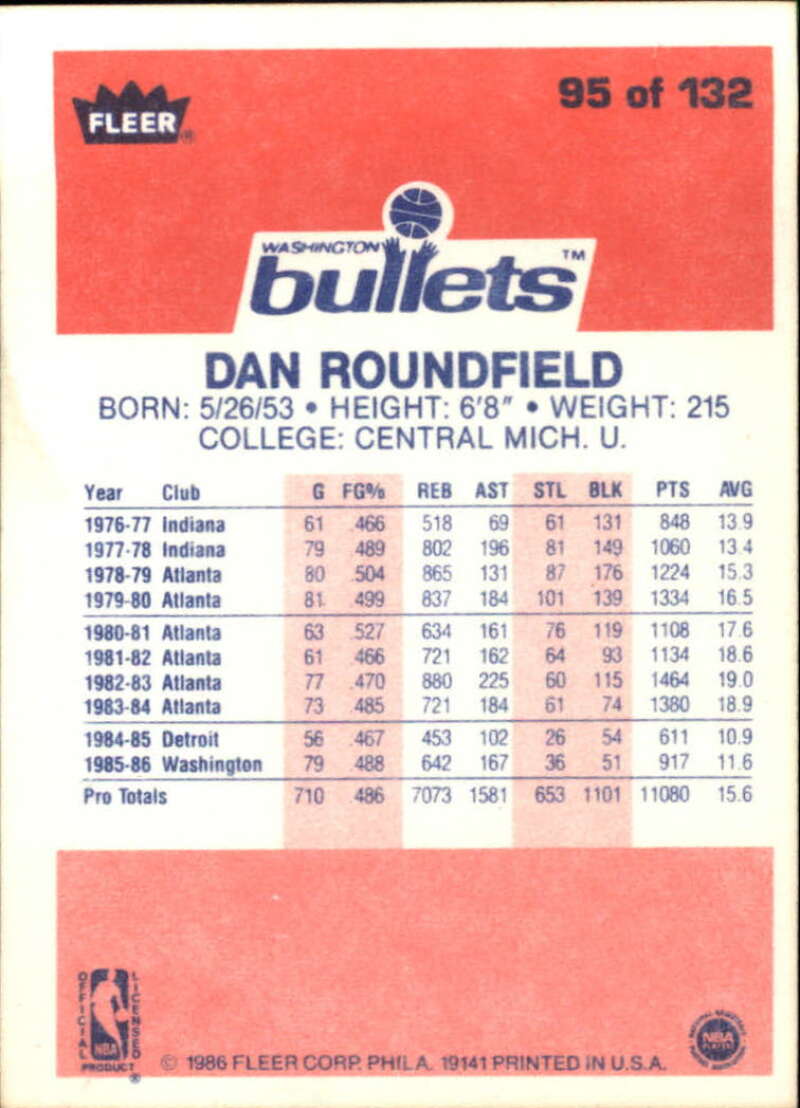 95 of 132
FLEER®
WASHINGTON
bullets™
DAN ROUNDFIELD
BORN: 5/26/53 • HEIGHT: 6'8" • WEIGHT: 215
COLLEGE: CENTRAL MICH. U.
Year Club G FG% REB AST STL BLK PTS AVG
1976-77 Indiana 61 .466 518 69 61 131 848 13.9
1977-78 Indiana 79 .489 802 196 81 149 1060 13.4
1978-79 Atlanta 80 .504 865 131 87 176 1224 15.3
1979-80 Atlanta 81 .499 837 184 101 139 1334 16.5
1980-81 Atlanta 63 .527 634 161 76 119 1108 17.6
1981-82 Atlanta 61 .466 721 162 64 93 1134 18.6
1982-83 Atlanta 77 .470 880 225 60 115 1464 19.0
1983-84 Atlanta 73 .485 721 184 61 74 1380 18.9
1984-85 Detroit 56 .467 453 102 26 54 611 10.9
1985-86 Washington 79 .488 642 167 36 51 917 11.6
Pro Totals 710 .486 7073 1581 653 1101 11080 15.6
OFFICIAL LICENSED
NBA
PRODUCT®
© 1986 FLEER CORP. PHILA. 19141 PRINTED IN U.S.A.
NBA
PLAYERS